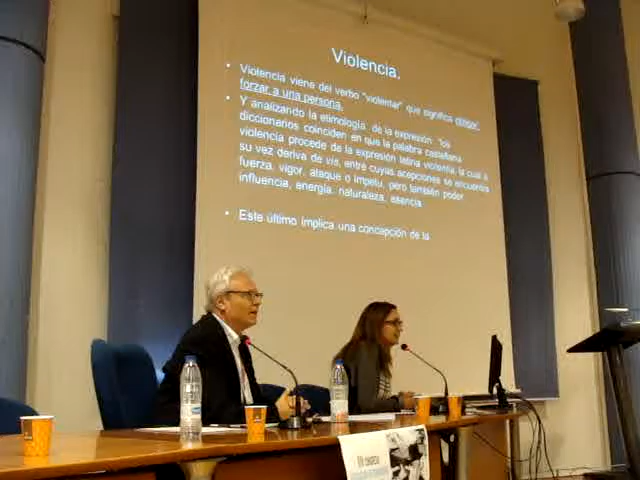 Violencia.
• Violencia viene del verbo "violentar" que significa obligar,
forzar a una persona.
• Y analizando la etimología de la expresión "los
diccionarios coinciden en que la palabra castellana
violencia procede de la expresión latina violentia, la cual a
su vez deriva de vis, entre cuyas acepciones se encuentra
fuerza, vigor, ataque o ímpetu, pero también poder
influencia, energía, naturaleza, esencia
• Este último implica una concepción de la